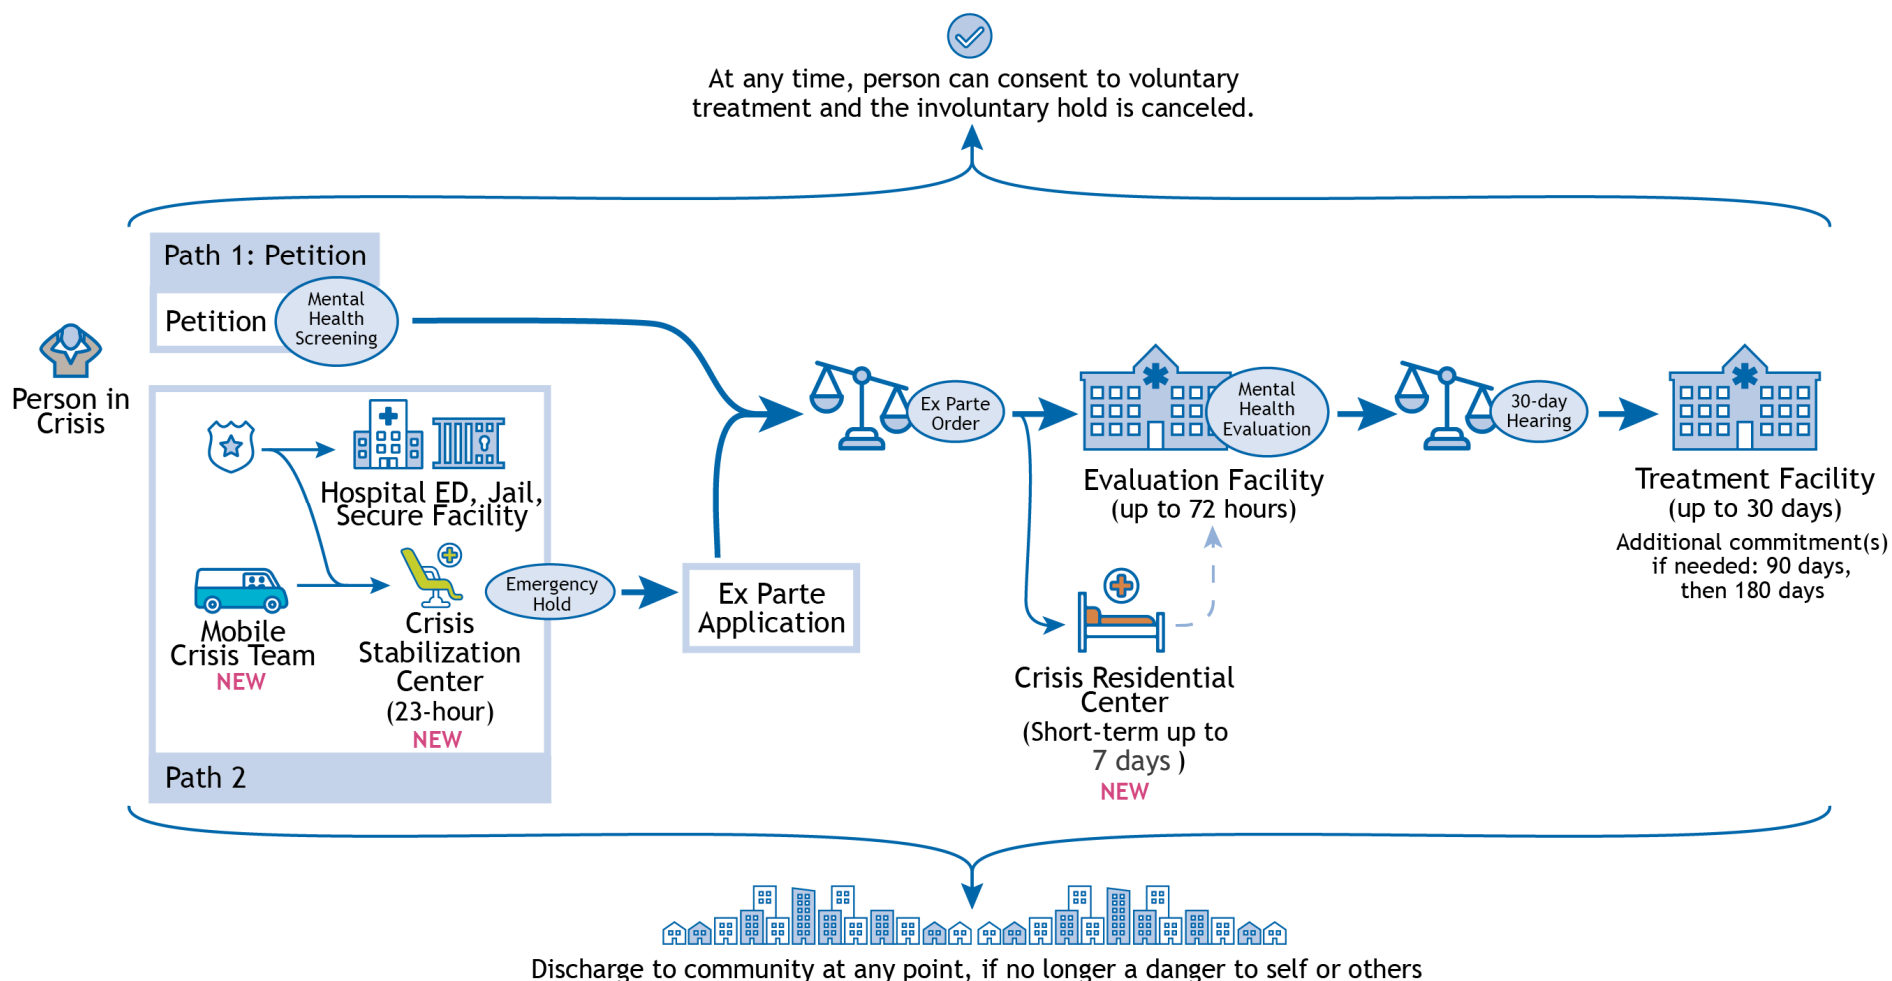 At any time, person can consent to voluntary
treatment and the involuntary hold is canceled.
Path 1: Petition
Petition
Mental
Health
Screening
Person in
Crisis
Hospital ED, Jail,
Secure Facility
Mobile
Crisis Team
NEW
Crisis
Stabilization
Center
(23-hour)
NEW
Path 2
Emergency
Hold
Ex Parte
Application
Ex Parte
Order
Mental
Health
Evaluation
Evaluation Facility
(up to 72 hours)
Crisis Residential
Center
(Short-term up to
7 days )
NEW
30-day
Hearing
Treatment Facility
(up to 30 days)
Additional commitment(s)
if needed: 90 days,
then 180 days
Discharge to community at any point, if no longer a danger to self or others